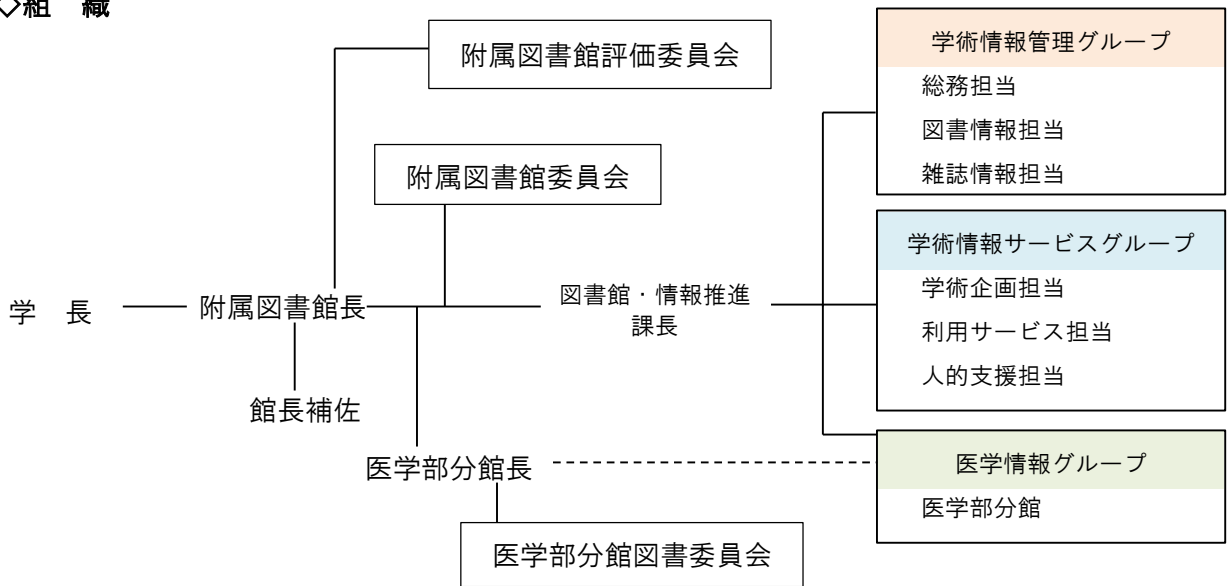 ◇組　織
附属図書館評価委員会
附属図書館委員会
学　長
附属図書館長
館長補佐
図書館・情報推進
課長
医学部分館長
医学部分館図書委員会
学術情報管理グループ
総務担当
図書情報担当
雑誌情報担当
学術情報サービスグループ
学術企画担当
利用サービス担当
人的支援担当
医学情報グループ
医学部分館